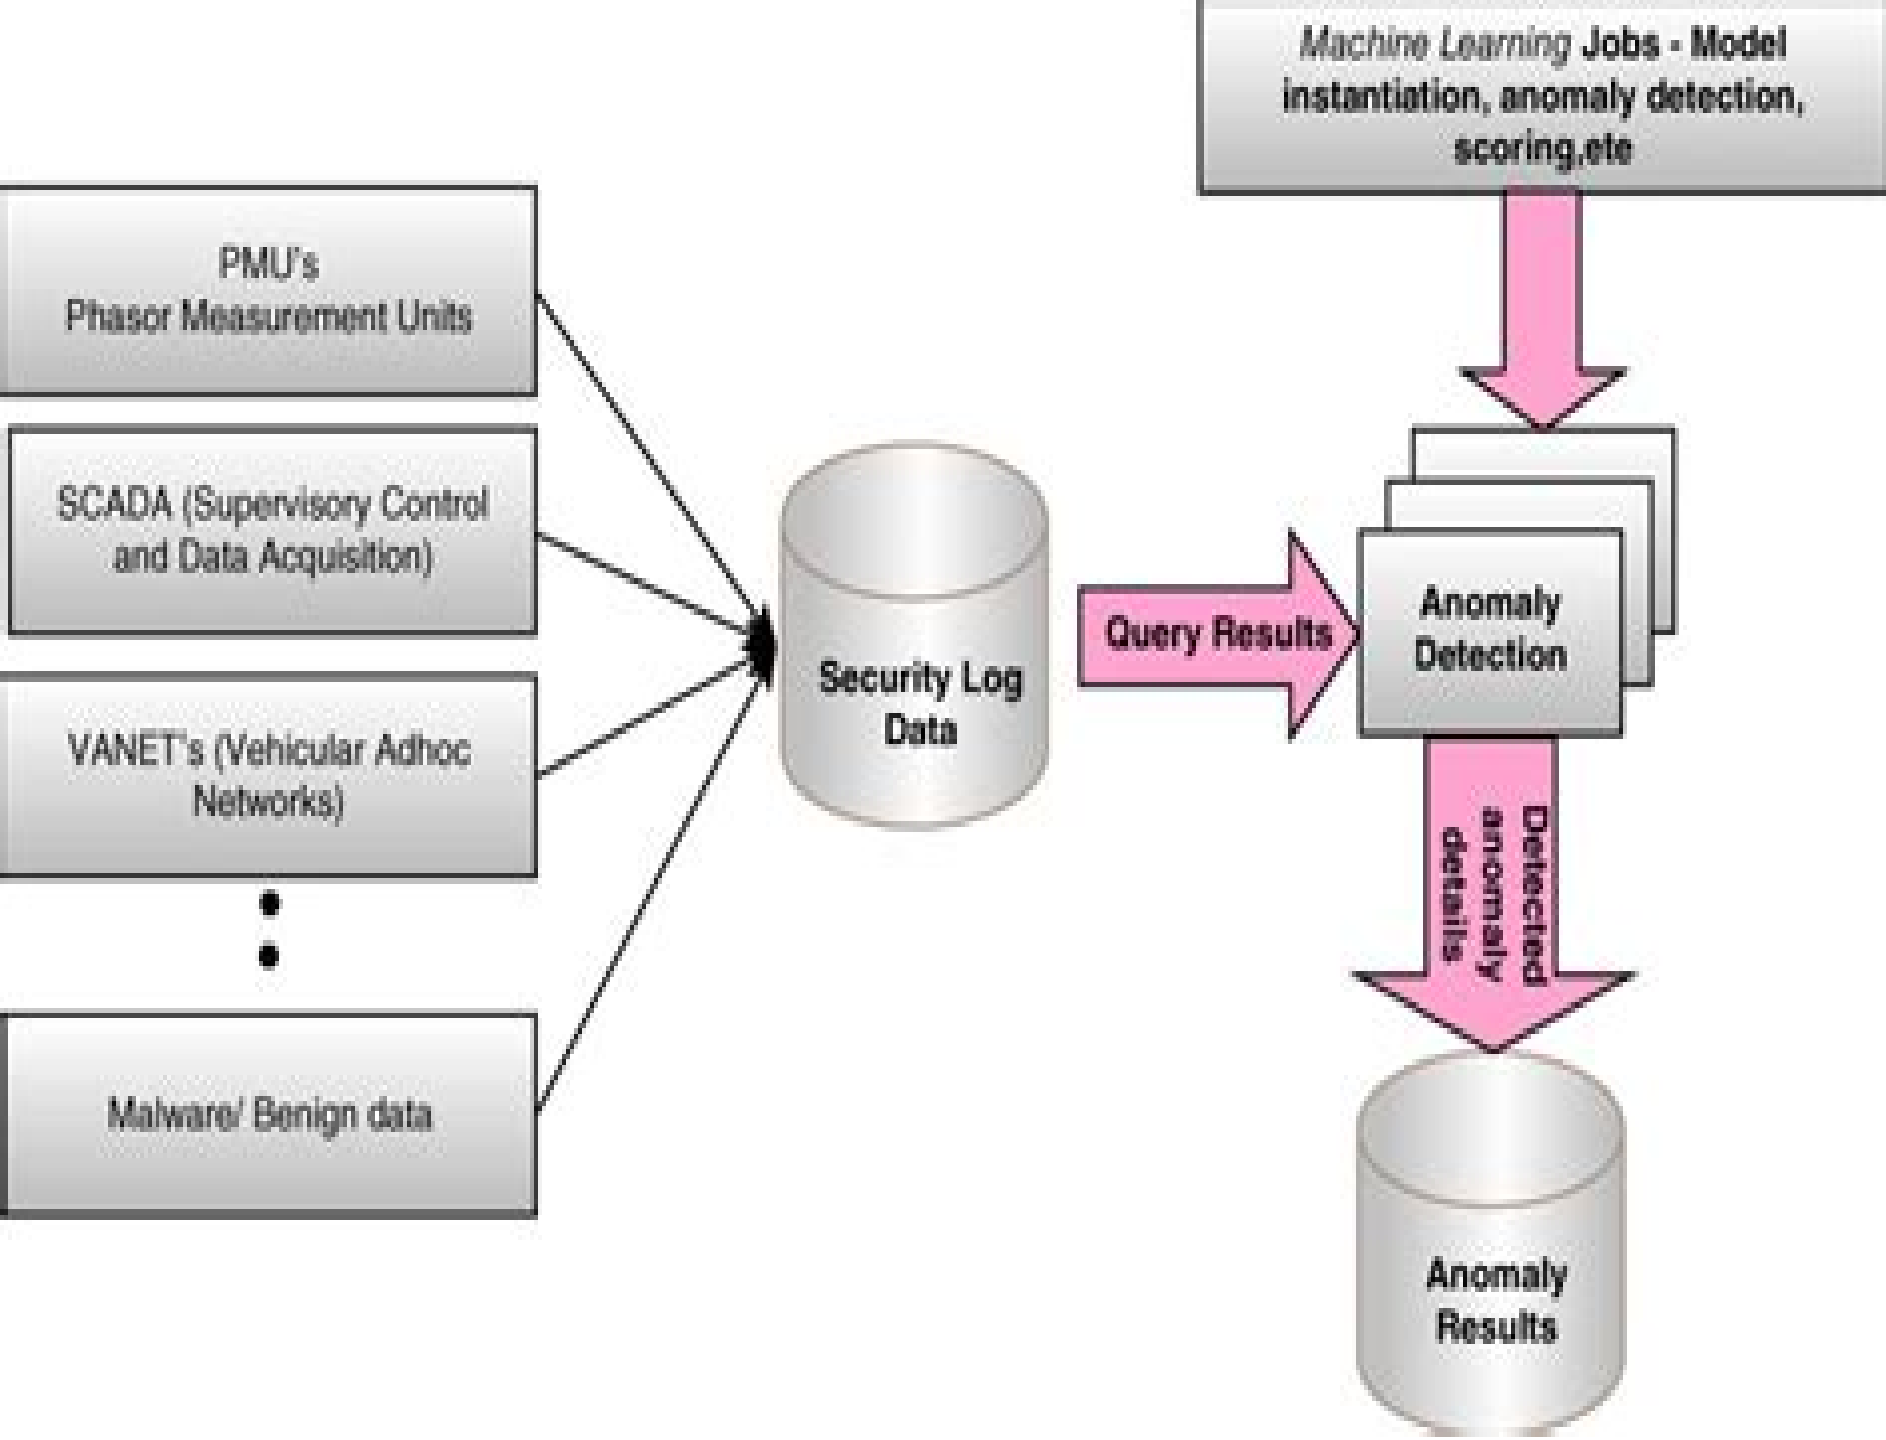 Machine Learning Jobs - Model
instantiation, anomaly detection,
scoring,ete
PMU's
Phasor Measurement Units
SCADA (Supervisory Control
and Data Acquisition)
VANET's (Vehicular Adhoc
Networks)
Malware/ Benign data
Security Log
Data
Query Results
Anomaly
Detection
Detected
anomaly
details
Anomaly
Results